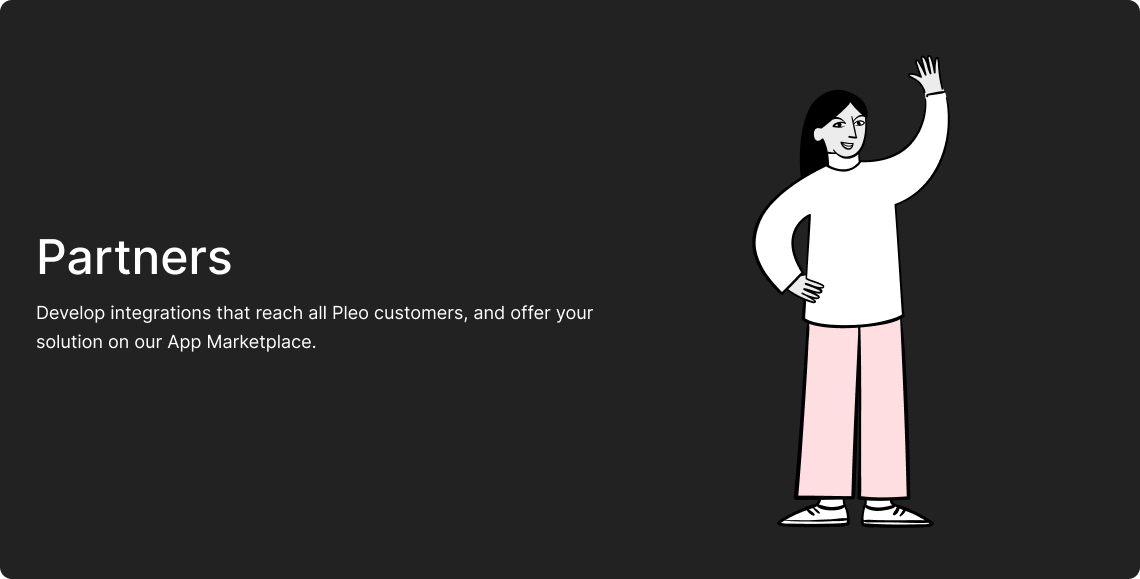 Partners
Develop integrations that reach all Pleo customers, and offer your
solution on our App Marketplace.